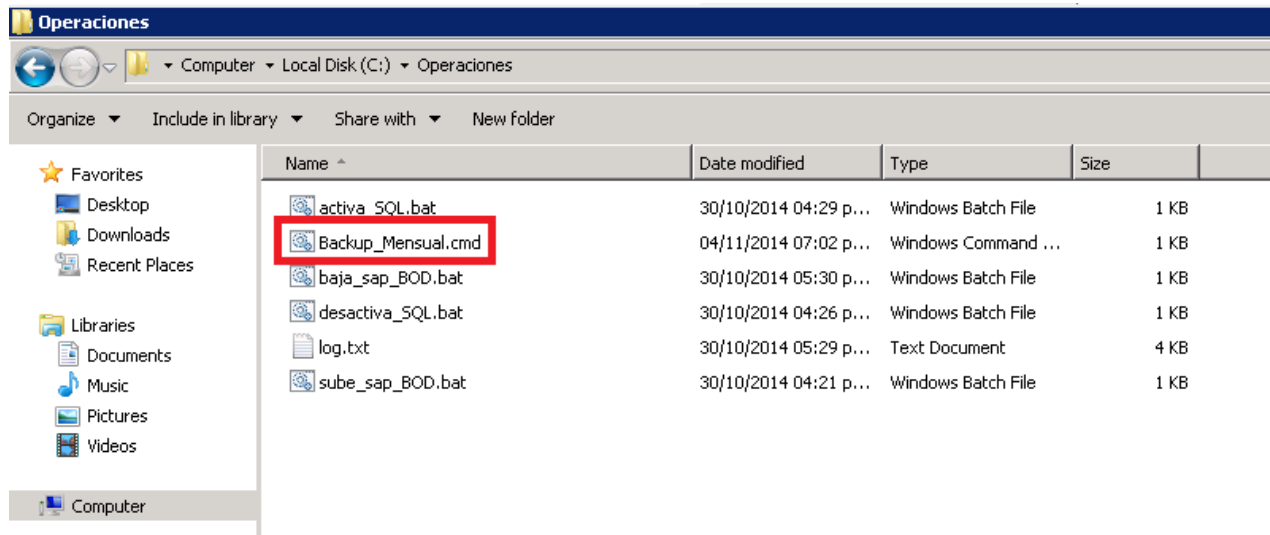 Operaciones
Computer Local Disk (C:) Operaciones
Organize Include in library Share with New folder
Favorites
Desktop
Downloads
Recent Places
Libraries
Documents
Music
Pictures
Videos
Computer
Name Date modified Type Size
activa_SQL.bat 30/10/2014 04:29 p... Windows Batch File 1 KB
Backup_Mensual.cmd 04/11/2014 07:02 p... Windows Command ... 1 KB
baja_sap_BOD.bat 30/10/2014 05:30 p... Windows Batch File 1 KB
desactiva_SQL.bat 30/10/2014 04:26 p... Windows Batch File 1 KB
log.txt 30/10/2014 05:29 p... Text Document 4 KB
sube_sap_BOD.bat 30/10/2014 04:21 p... Windows Batch File 1 KB